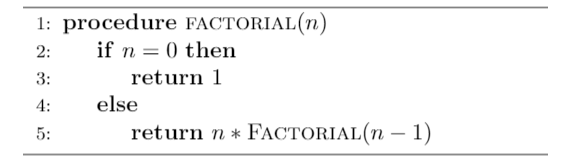 1: procedure FACTORIAL(n)
2: if n = 0 then
3: return 1
4: else
5: return n * FACTORIAL(n − 1)